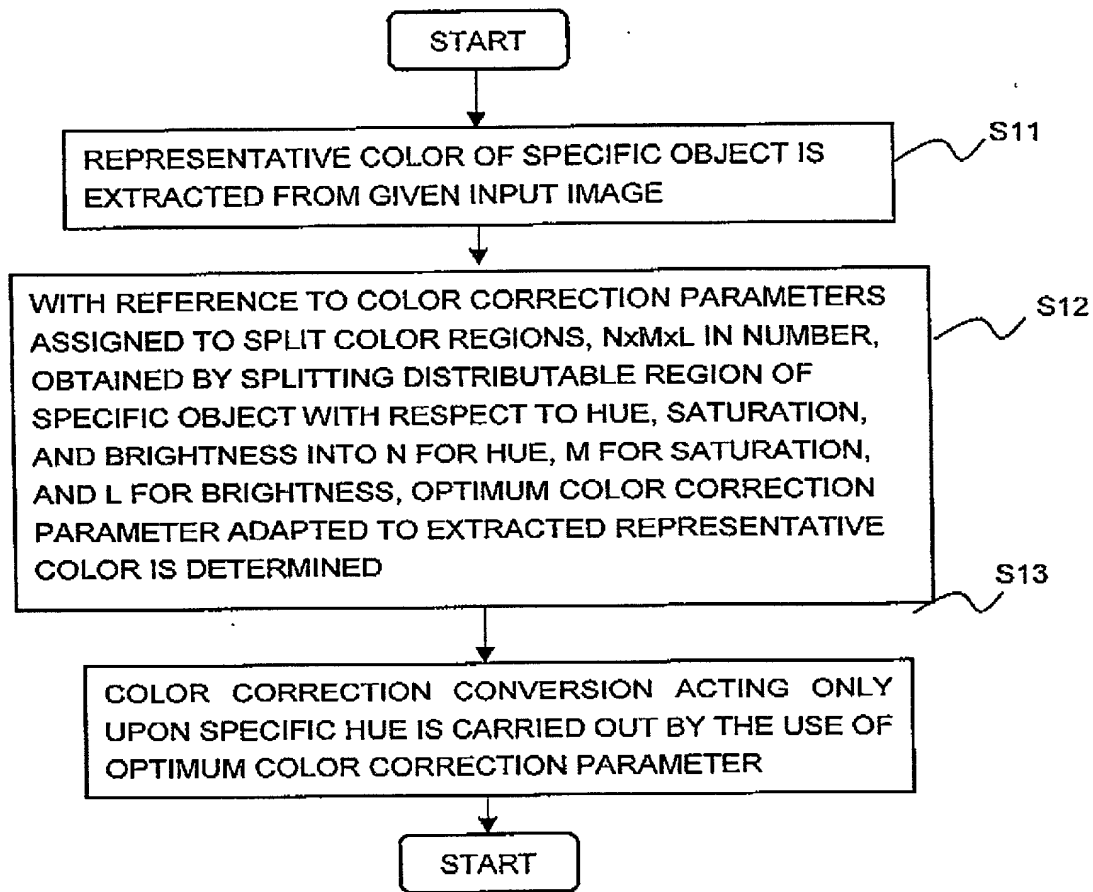 START
S11
REPRESENTATIVE COLOR OF SPECIFIC OBJECT IS
EXTRACTED FROM GIVEN INPUT IMAGE
S12
WITH REFERENCE TO COLOR CORRECTION PARAMETERS
ASSIGNED TO SPLIT COLOR REGIONS, NxMxL IN NUMBER,
OBTAINED BY SPLITTING DISTRIBUTABLE REGION OF
SPECIFIC OBJECT WITH RESPECT TO HUE, SATURATION,
AND BRIGHTNESS INTO N FOR HUE, M FOR SATURATION,
AND L FOR BRIGHTNESS, OPTIMUM COLOR CORRECTION
PARAMETER ADAPTED TO EXTRACTED REPRESENTATIVE
COLOR IS DETERMINED
S13
COLOR CORRECTION CONVERSION ACTING ONLY
UPON SPECIFIC HUE IS CARRIED OUT BY THE USE OF
OPTIMUM COLOR CORRECTION PARAMETER
START